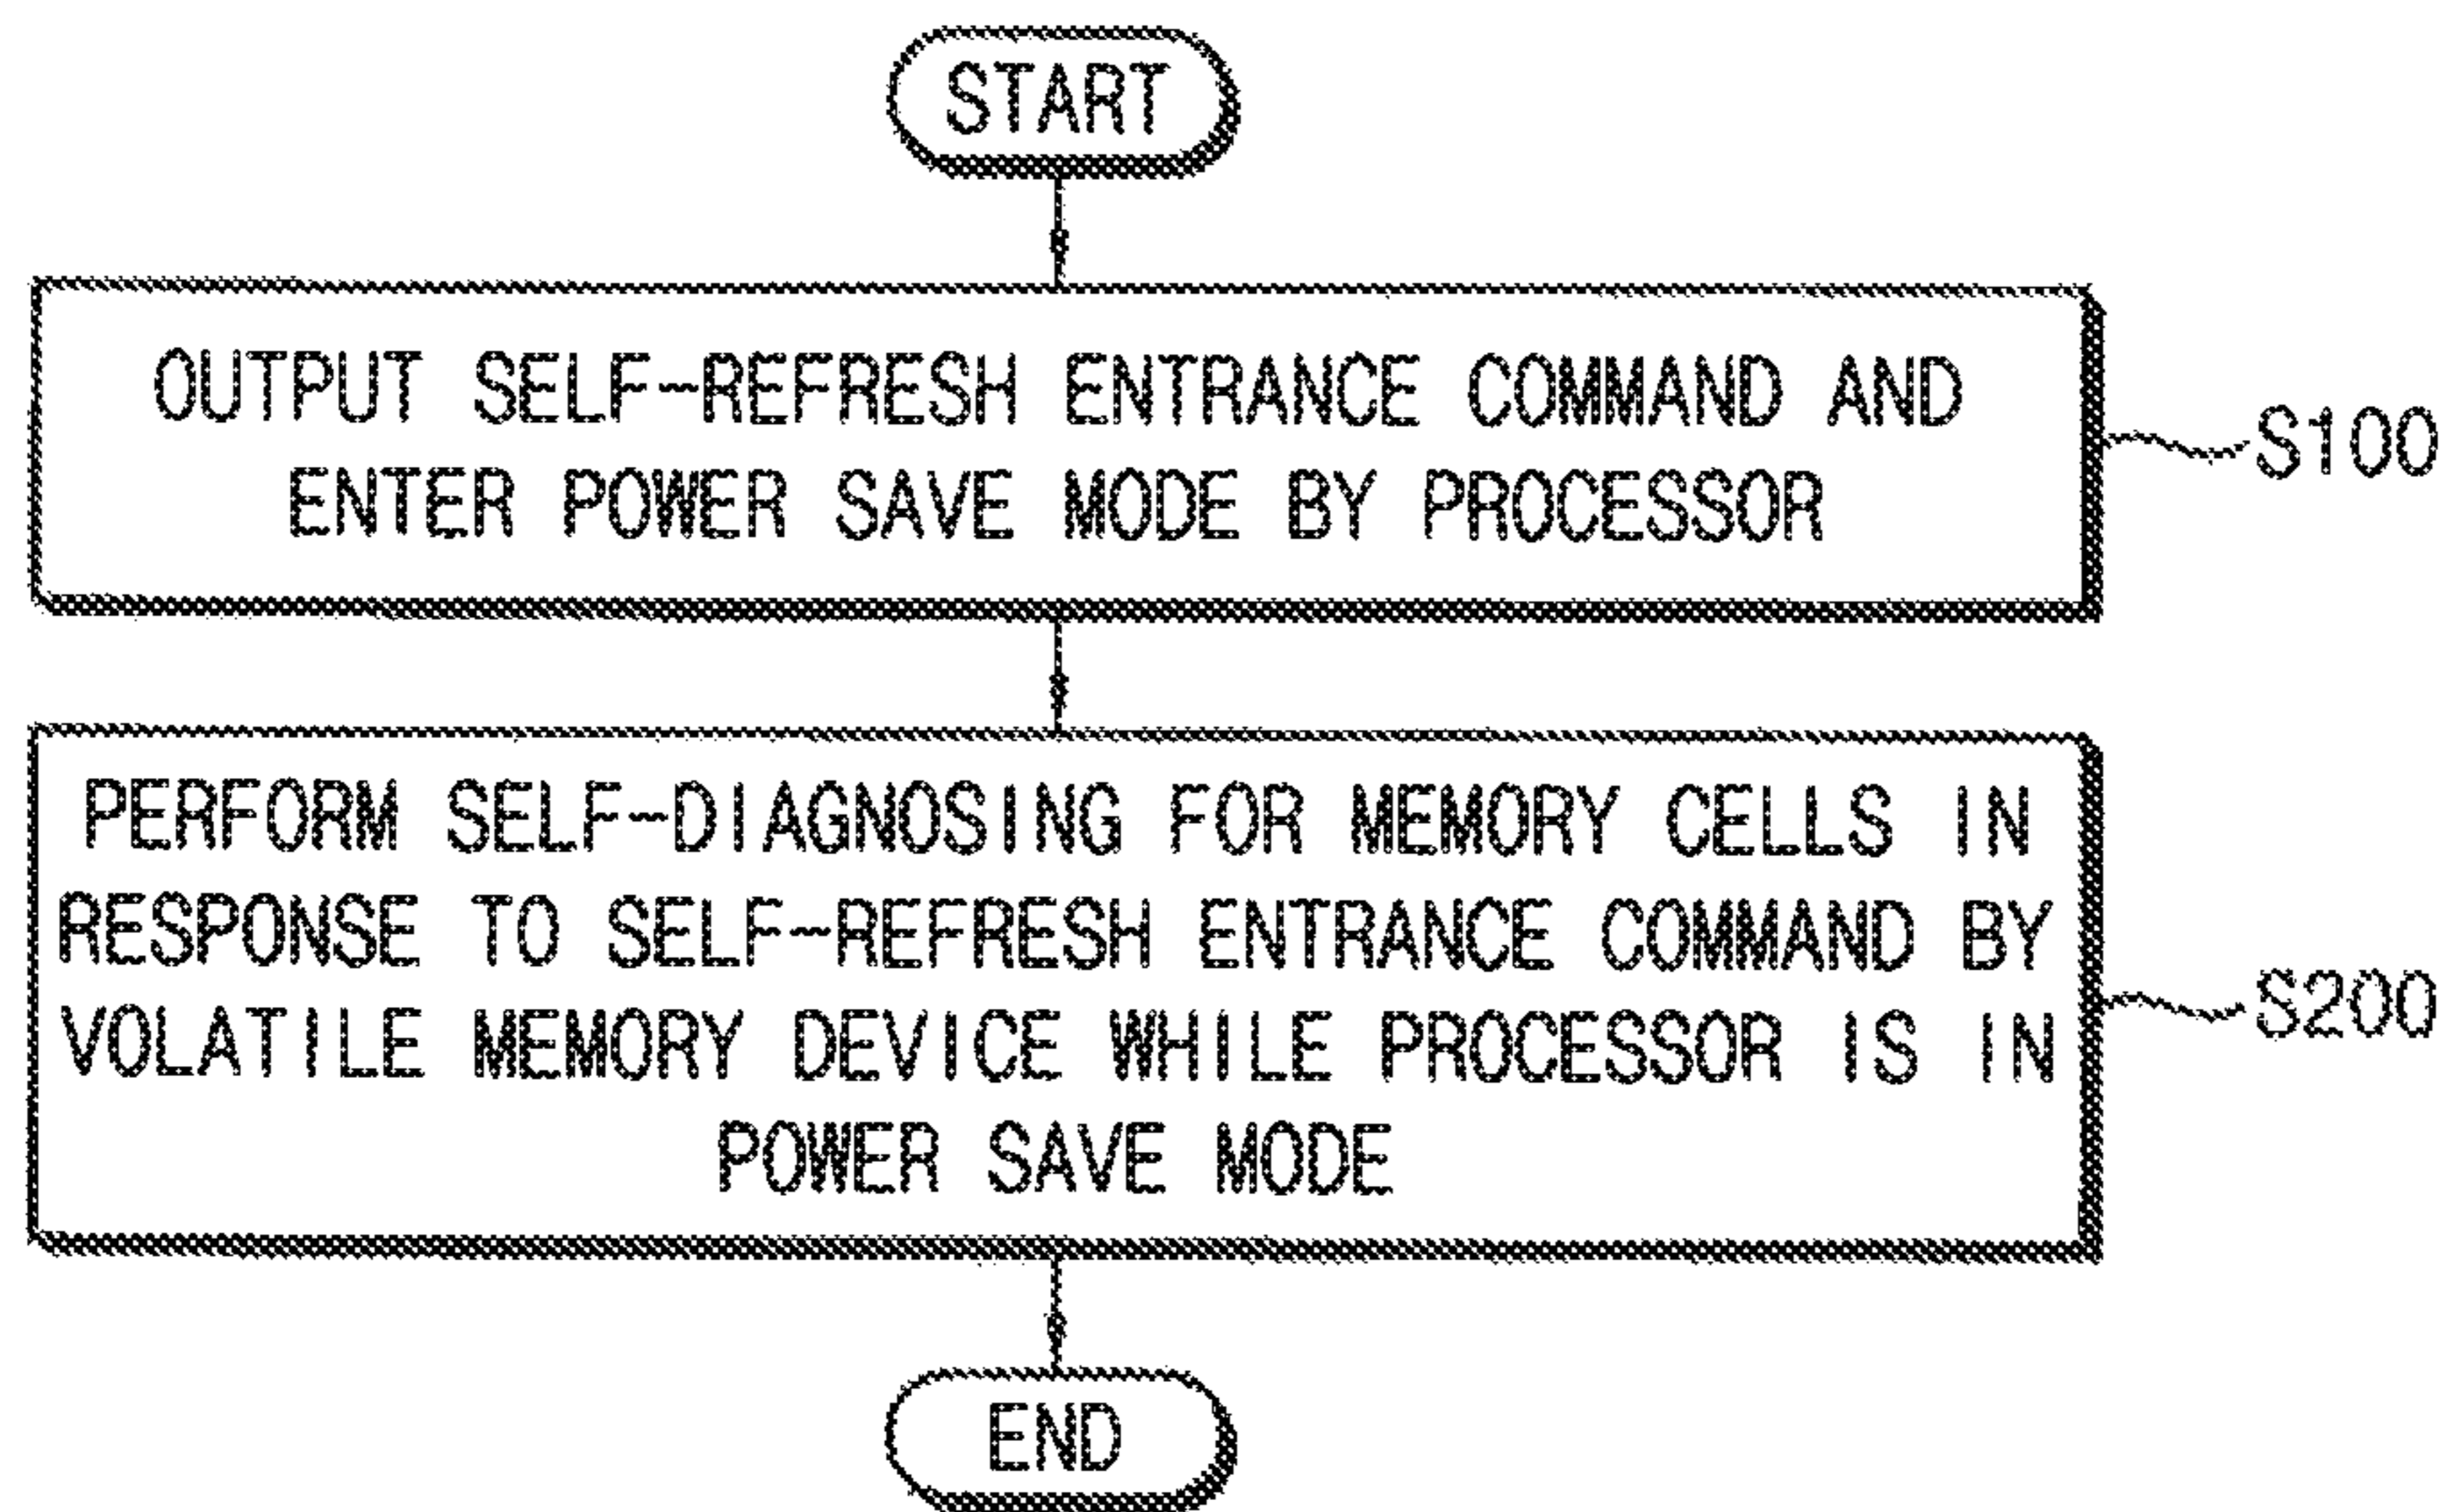 START
OUTPUT SELF-REFRESH ENTRANCE COMMAND AND
ENTER POWER SAVE MODE BY PROCESSOR
S100
PERFORM SELF-DIAGNOSING FOR MEMORY CELLS IN
RESPONSE TO SELF-REFRESH ENTRANCE COMMAND BY
VOLATILE MEMORY DEVICE WHILE PROCESSOR IS IN
POWER SAVE MODE
S200
END